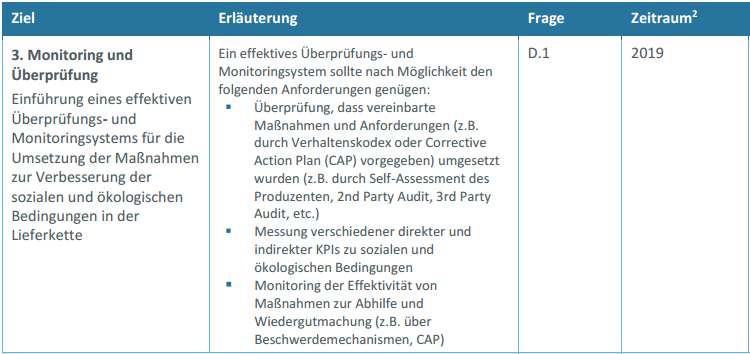 Ziel Erläuterung Frage Zeitraum2
3. Monitoring und
Überprüfung
Einführung eines effektiven
Überprüfungs- und
Monitoringsystems für die
Umsetzung der Maßnahmen
zur Verbesserung der
sozialen und ökologischen
Bedingungen in der
Lieferkette
Ein effektives Überprüfungs- und
Monitoringsystem sollte nach Möglichkeit den
folgenden Anforderungen genügen:
▪ Überprüfung, dass vereinbarte
Maßnahmen und Anforderungen (z.B.
durch Verhaltenskodex oder Corrective
Action Plan (CAP) vorgegeben) umgesetzt
wurden (z.B. durch Self-Assessment des
Produzenten, 2nd Party Audit, 3rd Party
Audit, etc.)
▪ Messung verschiedener direkter und
indirekter KPIs zu sozialen und
ökologischen Bedingungen
▪ Monitoring der Effektivität von
Maßnahmen zur Abhilfe und
Wiedergutmachung (z.B. über
Beschwerdemechanismen, CAP)
D.1
2019